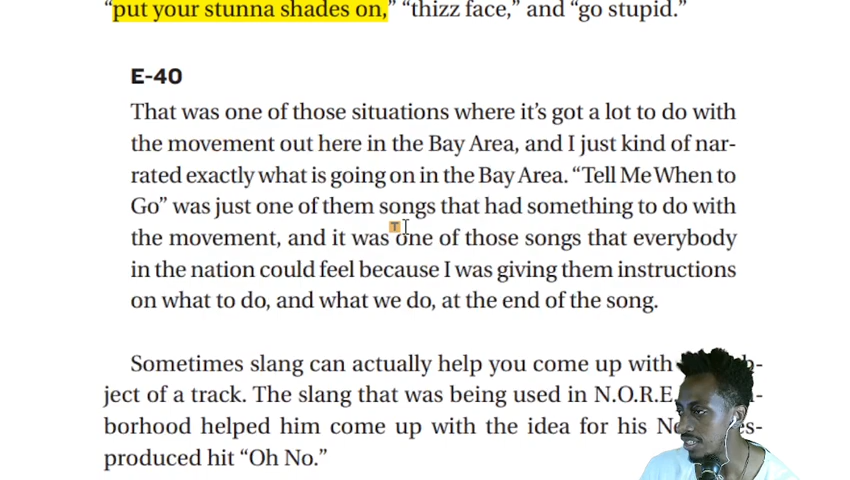 “put your stunna shades on,” “thizz face,” and “go stupid.”
E-40
That was one of those situations where it’s got a lot to do with
the movement out here in the Bay Area, and I just kind of nar-
rated exactly what is going on in the Bay Area. “Tell Me When to
Go” was just one of them songs that had something to do with
the movement, and it was one of those songs that everybody
in the nation could feel because I was giving them instructions
on what to do, and what we do, at the end of the song.
Sometimes slang can actually help you come up with
ject of a track. The slang that was being used in N.O.R.E.
borhood helped him come up with the idea for his
produced hit “Oh No.”